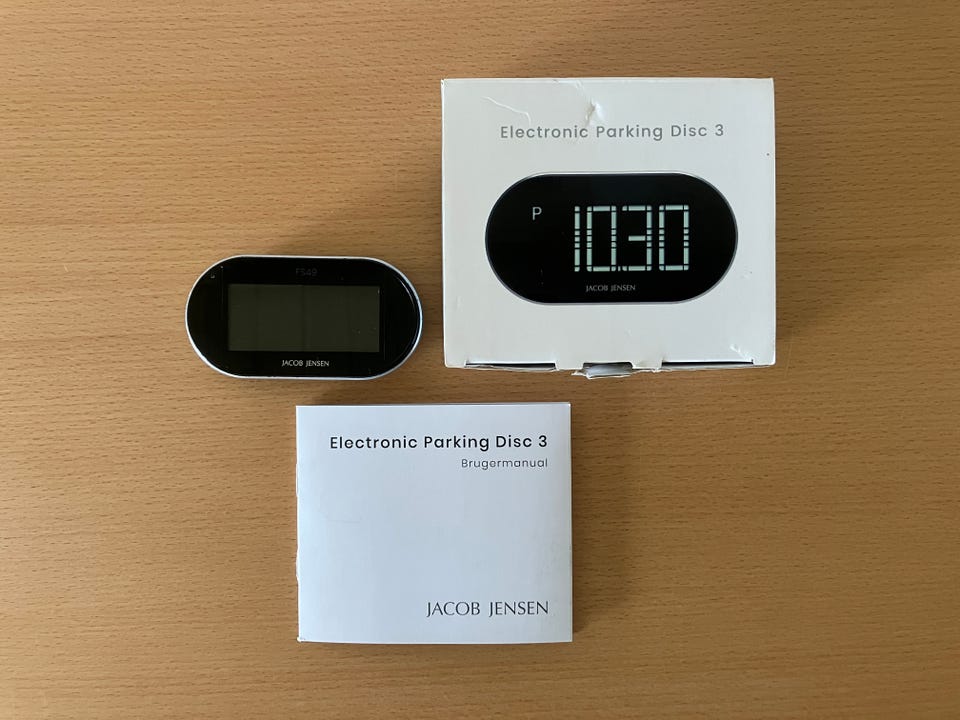 Electronic Parking Disc 3
P 10.30
JACOB JENSEN
FS49
JACOB JENSEN
Electronic Parking Disc 3
Brugermanual
JACOB JENSEN